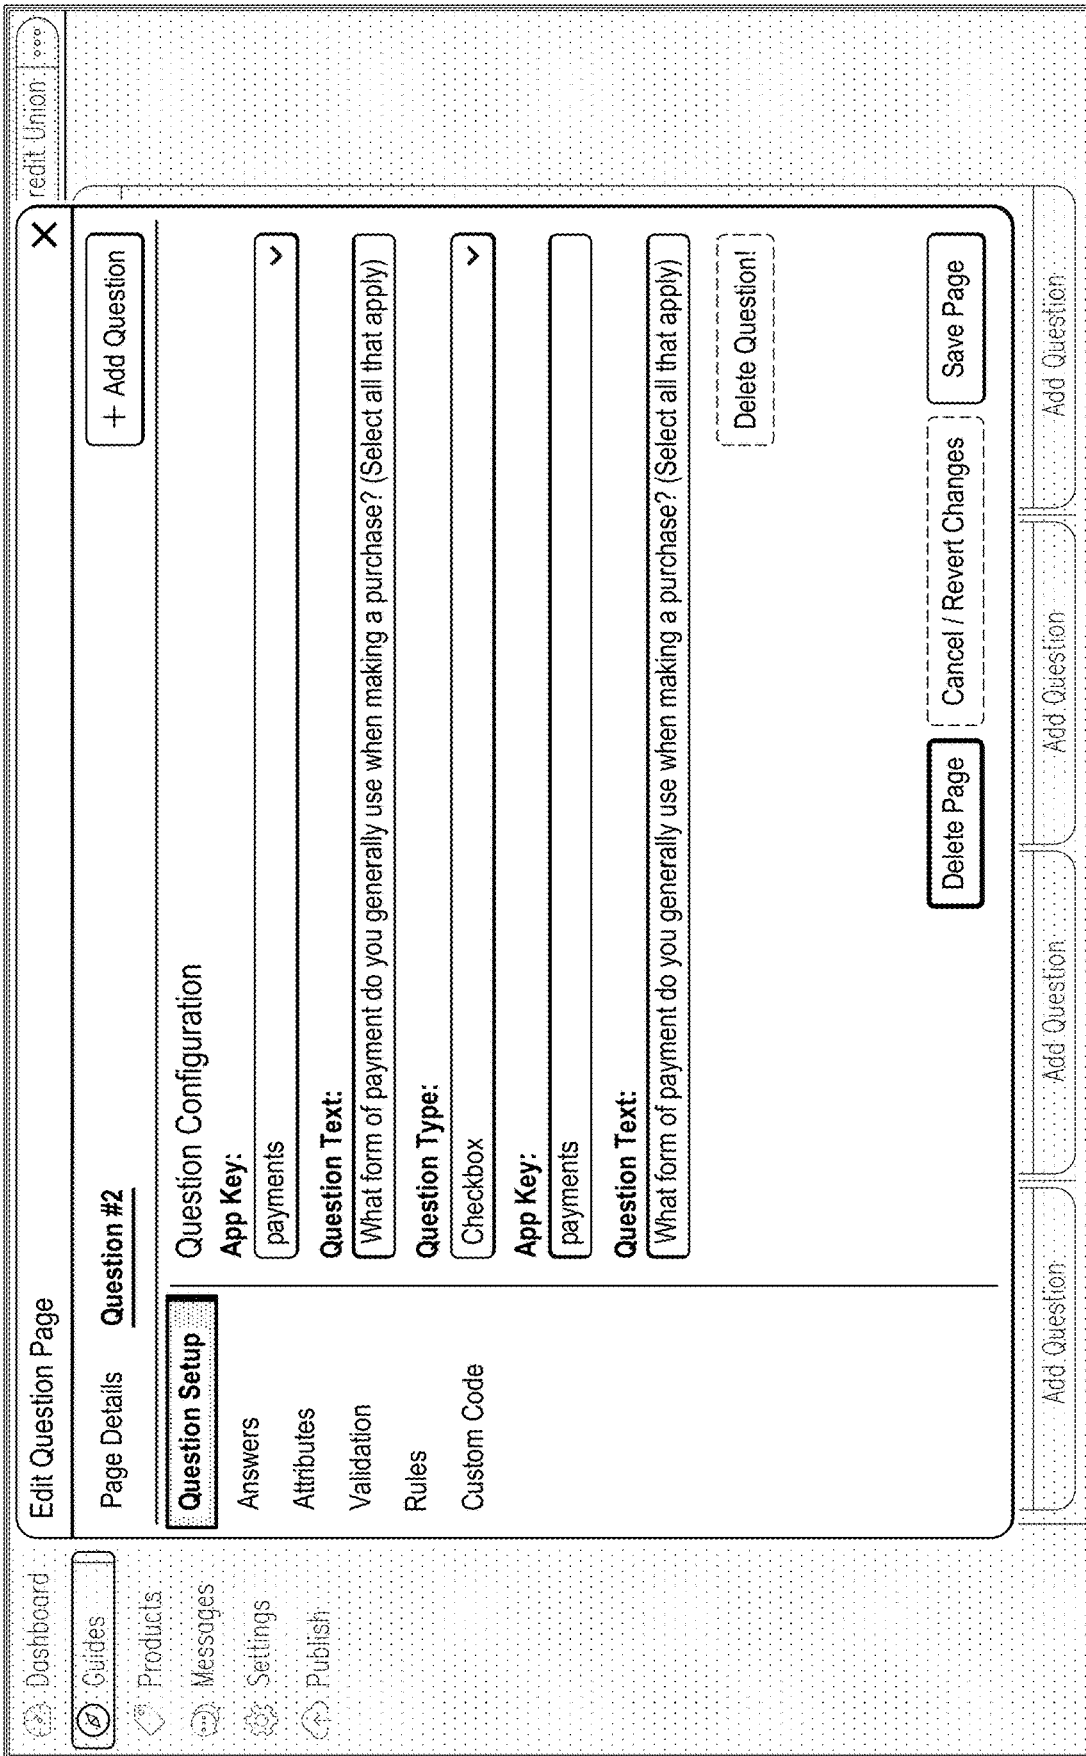 redit Union
Dashboard
Guides
Products
Messages
Settings
Publish
Edit Question Page
X
Page Details
Question #2
+ Add Question
Question Setup
Answers
Attributes
Validation
Rules
Custom Code
Question Configuration
App Key:
payments
Question Text:
What form of payment do you generally use when making a purchase? (Select all that apply)
Question Type:
Checkbox
App Key:
payments
Question Text:
What form of payment do you generally use when making a purchase? (Select all that apply)
Delete Question!
Delete Page
Cancel / Revert Changes
Save Page
Add Question
Add Question
Add Question
Add Question